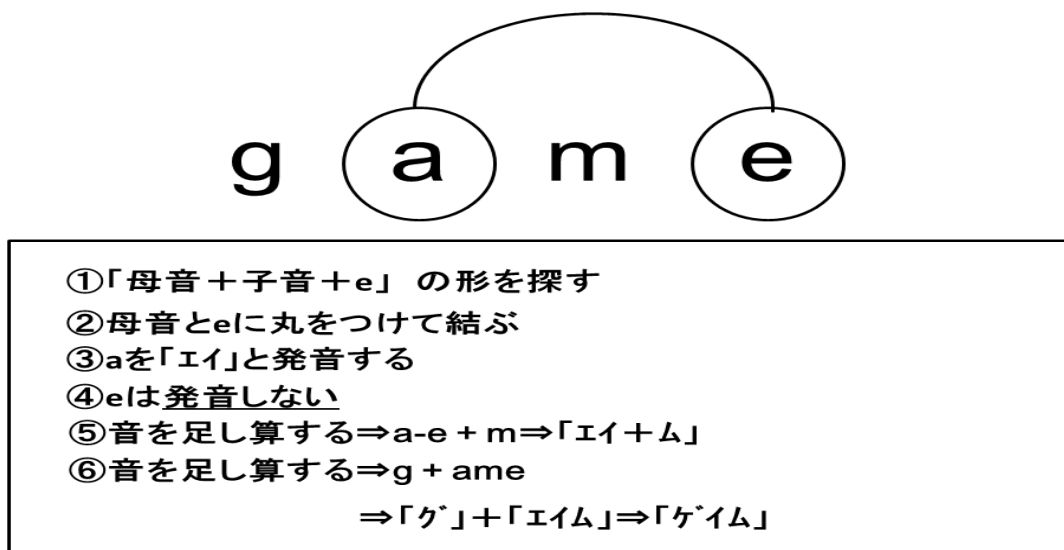 g a m e
①「母音＋子音＋e」の形を探す
②母音とeに丸をつけて結ぶ
③aを「ｴｲ」と発音する
④eは発音しない
⑤音を足し算する⇒a-e + m⇒「ｴｲ＋ﾑ」
⑥音を足し算する⇒g + ame
⇒「ｸﾞ」＋「ｴｲﾑ」⇒「ｹﾞｲﾑ」